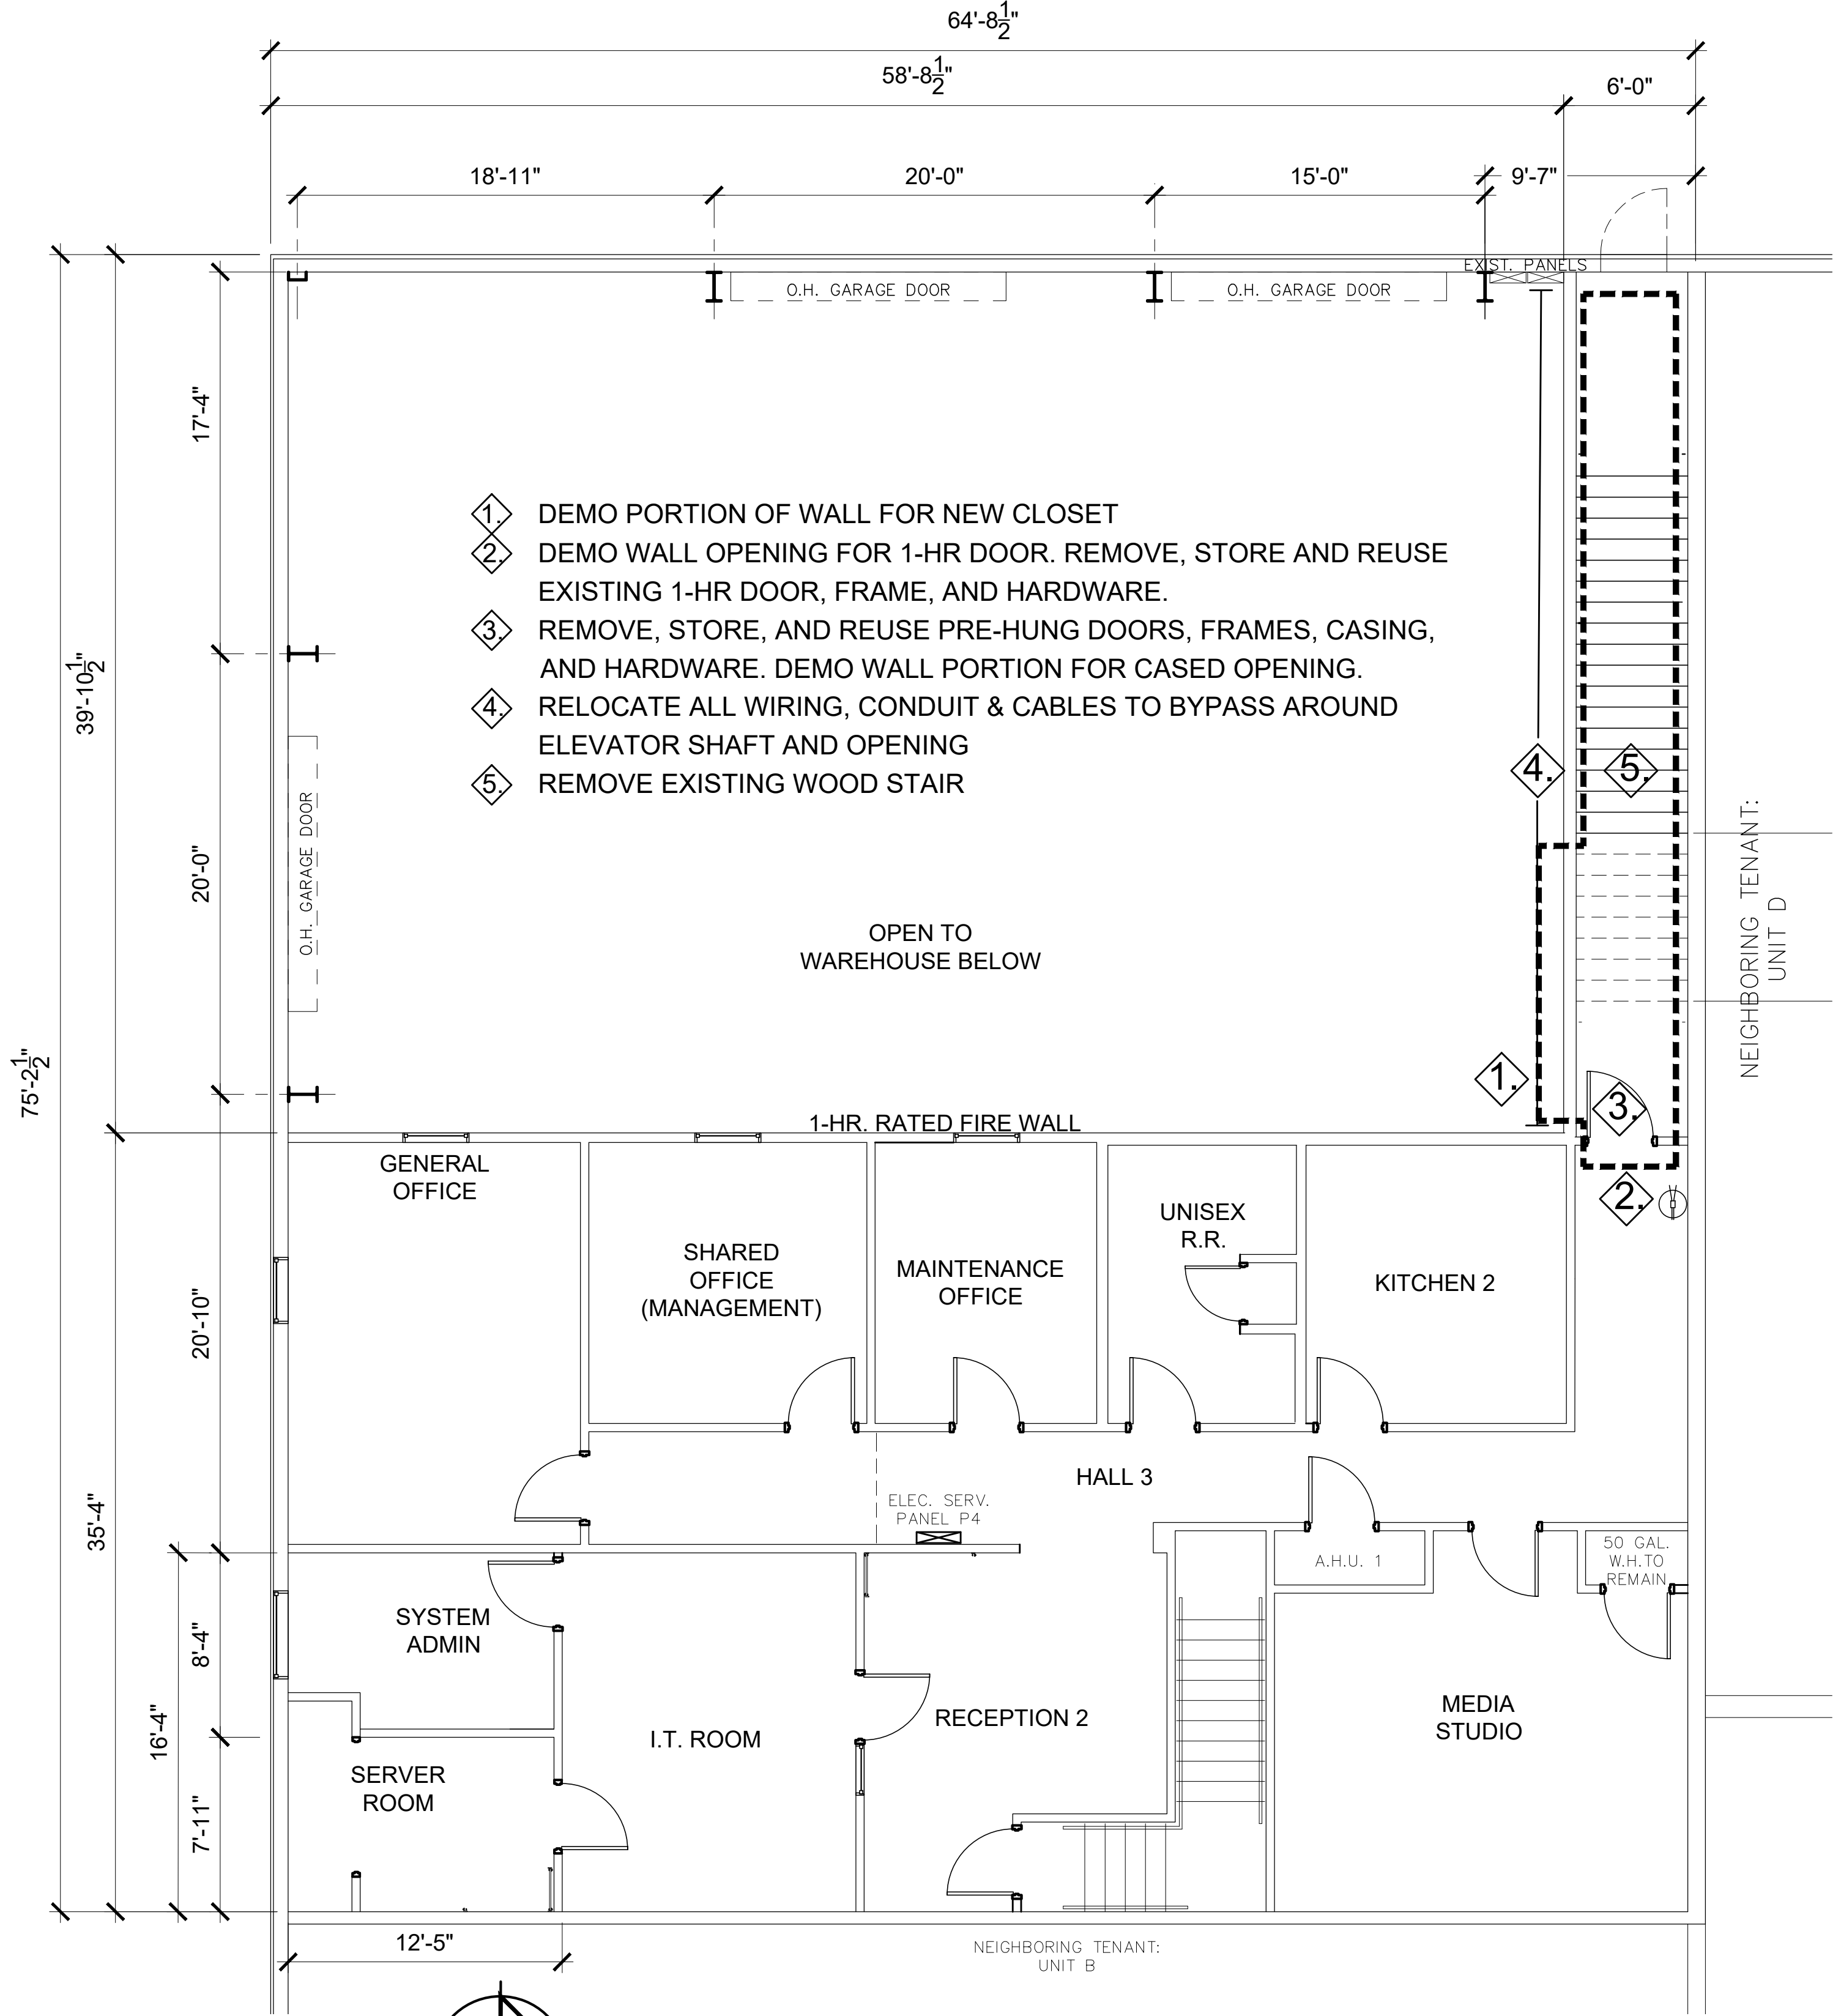 64'-8 1/2"
58'-8 1/2"
6'-0"
18'-11"
20'-0"
15'-0"
9'-7"
EXIST. PANELS
O.H. GARAGE DOOR
O.H. GARAGE DOOR
17'-4"
39'-10 1/2"
1. DEMO PORTION OF WALL FOR NEW CLOSET
2. DEMO WALL OPENING FOR 1-HR DOOR. REMOVE, STORE AND REUSE
EXISTING 1-HR DOOR, FRAME, AND HARDWARE.
3. REMOVE, STORE, AND REUSE PRE-HUNG DOORS, FRAMES, CASING,
AND HARDWARE. DEMO WALL PORTION FOR CASED OPENING.
4. RELOCATE ALL WIRING, CONDUIT & CABLES TO BYPASS AROUND
ELEVATOR SHAFT AND OPENING
5. REMOVE EXISTING WOOD STAIR
4.
5.
20'-0"
O.H. GARAGE DOOR
OPEN TO
WAREHOUSE BELOW
NEIGHBORING TENANT:
UNIT D
75'-2 1/2"
1.
3.
1-HR. RATED FIRE WALL
2.
GENERAL
OFFICE
SHARED
OFFICE
(MANAGEMENT)
MAINTENANCE
OFFICE
UNISEX
R.R.
KITCHEN 2
20'-10"
35'-4"
HALL 3
ELEC. SERV.
PANEL P4
A.H.U. 1
50 GAL.
W.H.TO
REMAIN
SYSTEM
ADMIN
8'-4"
16'-4"
I.T. ROOM
RECEPTION 2
MEDIA
STUDIO
SERVER
ROOM
7'-11"
12'-5"
NEIGHBORING TENANT:
UNIT B